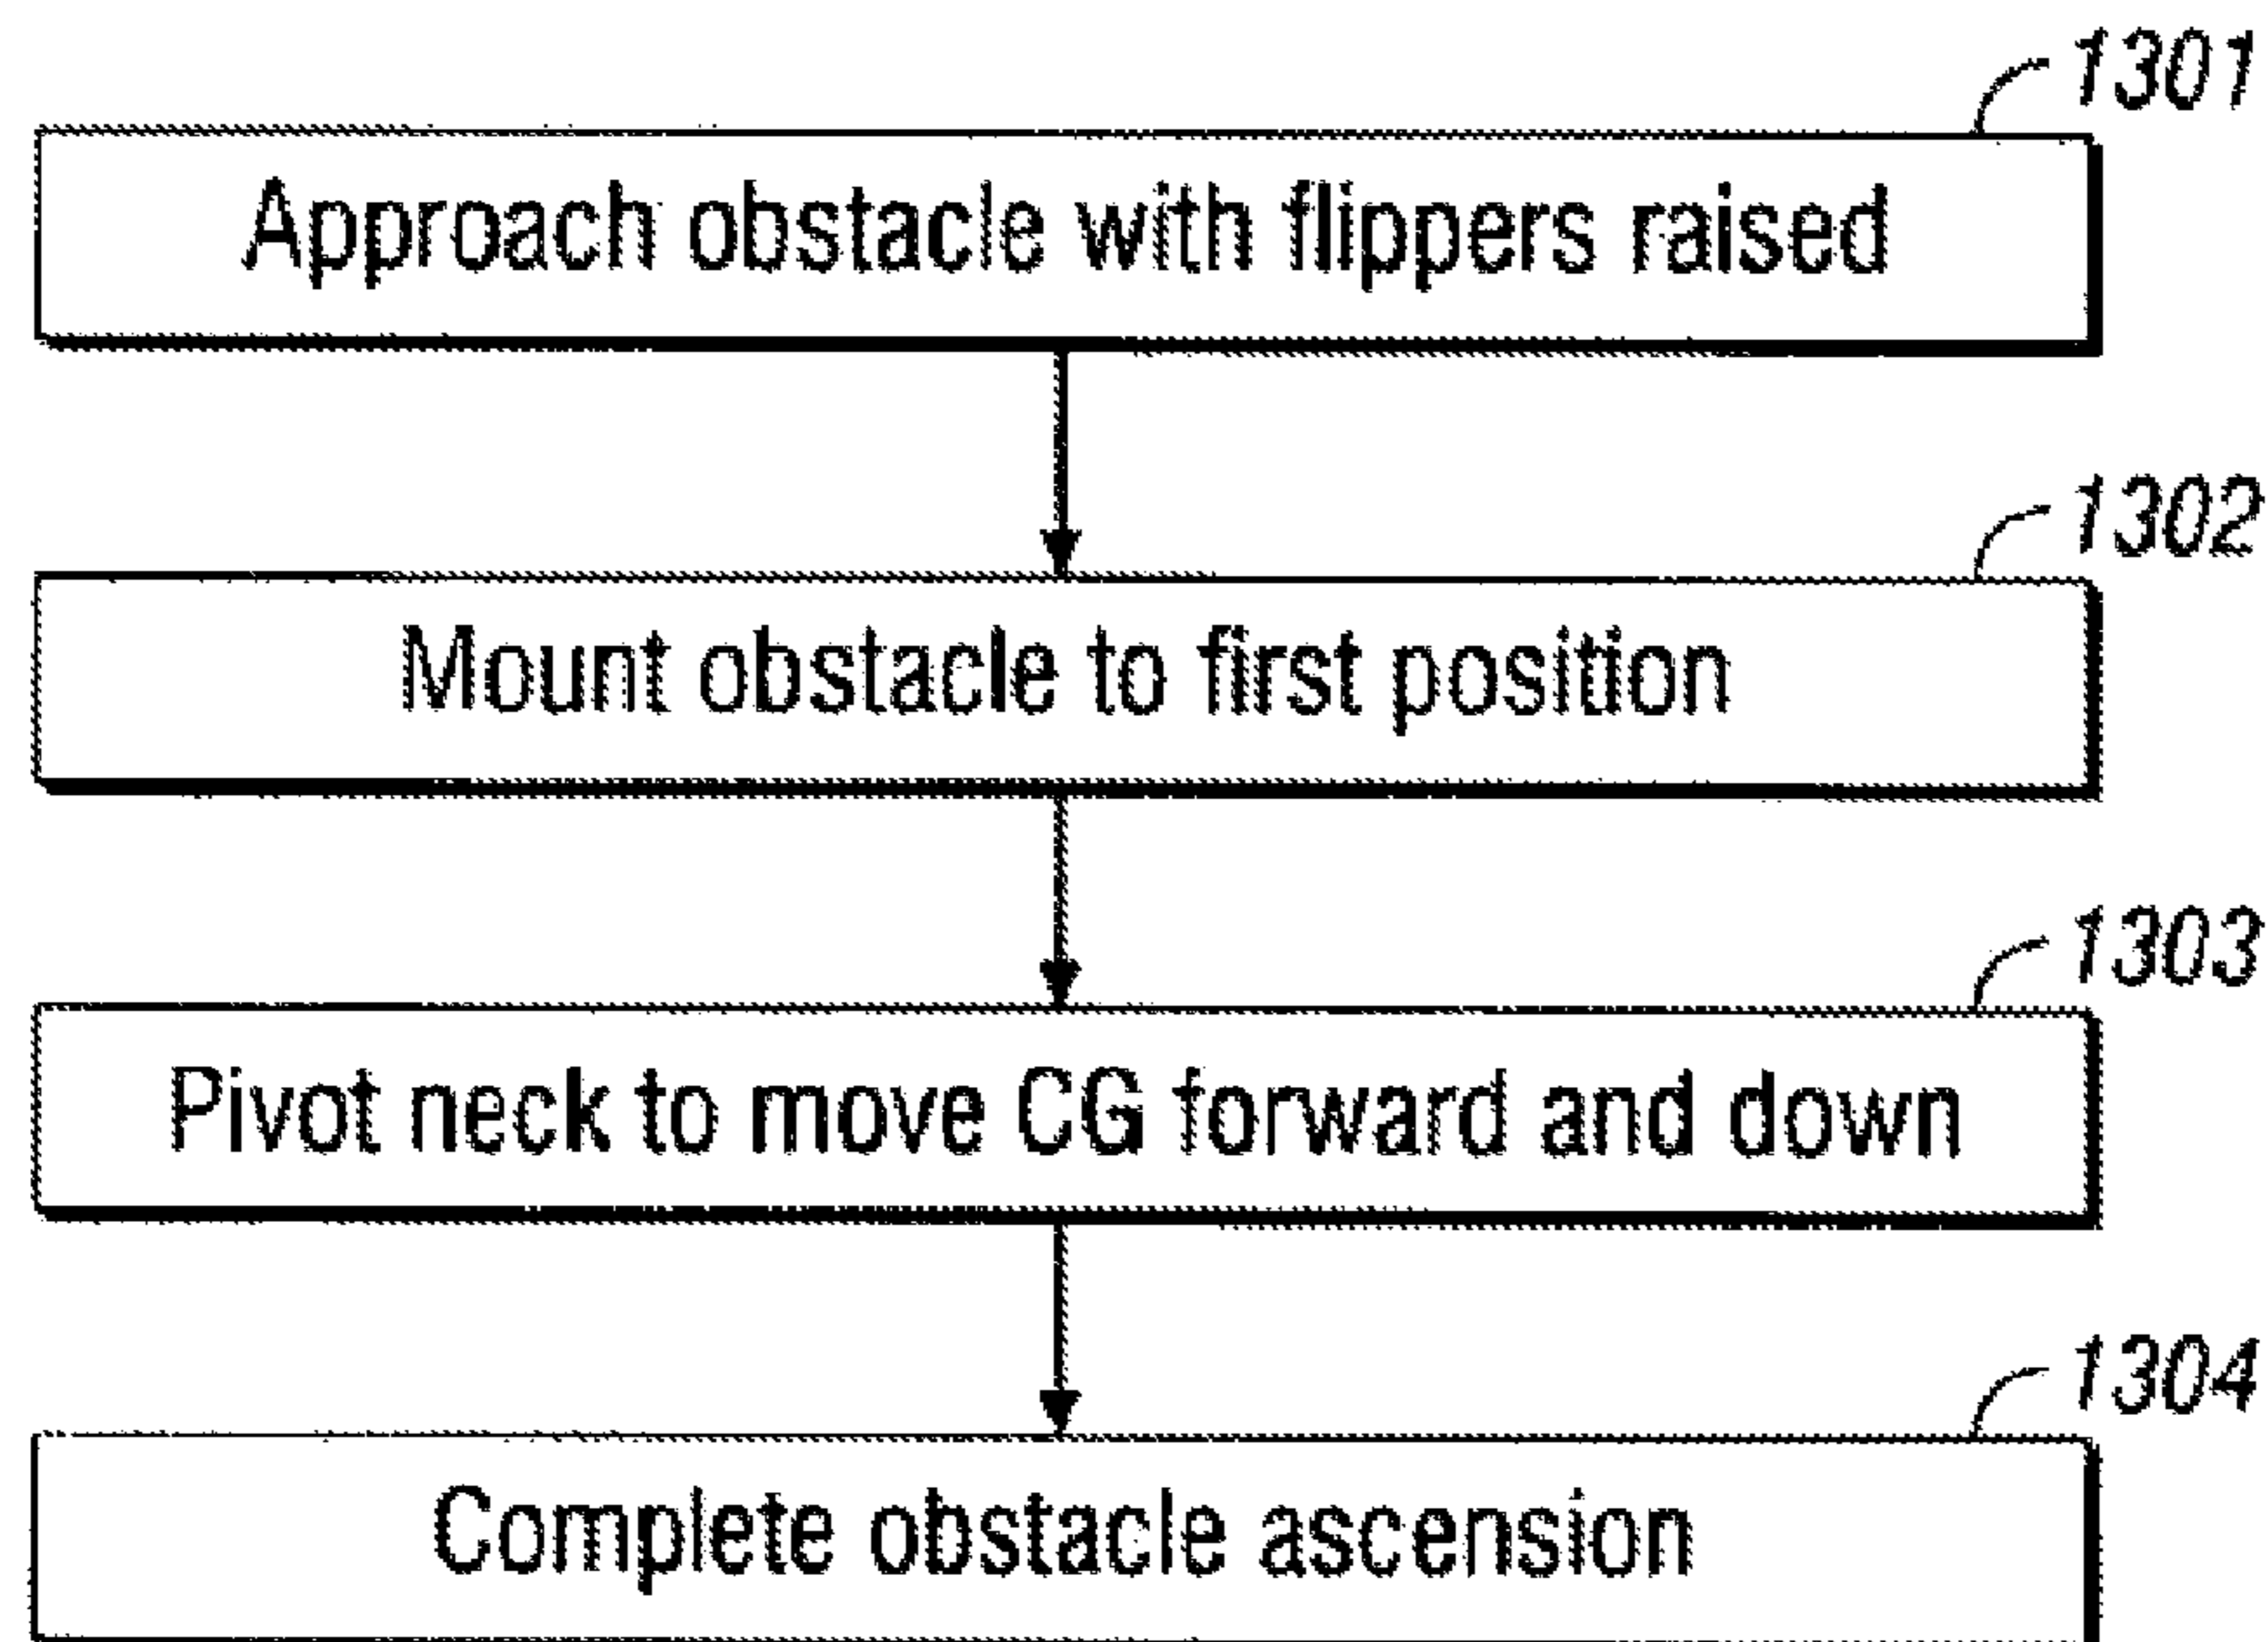 1301
Approach obstacle with flippers raised
1302
Mount obstacle to first position
1303
Pivot neck to move CG forward and down
1304
Complete obstacle ascension